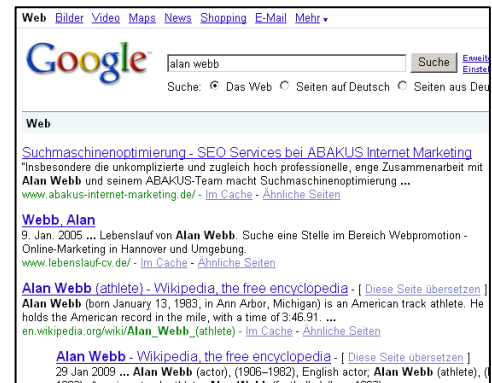 Web Bilder Video Maps News Shopping E-Mail Mehr
Google alan webb Suche
Suche: Das Web Seiten auf Deutsch Seiten aus
Web
Suchmaschinenoptimierung - SEO Services bei ABAKUS Internet Marketing
"Insbesondere die unkomplizierte und zugleich hoch professionelle, enge Zusammenarbeit mit
Alan Webb und seinem ABAKUS-Team macht Suchmaschinenoptimierung ...
www.abakus-internet-marketing.de/ - Im Cache - Ähnliche Seiten
Webb, Alan
9. Jan. 2005 ... Lebenslauf von Alan Webb. Suche eine Stelle im Bereich Webpromotion -
Online-Marketing in Hannover und Umgebung.
www.lebenslauf-cv.de/ - Im Cache - Ähnliche Seiten
Alan Webb (athlete) - Wikipedia, the free encyclopedia - [ Diese Seite übersetzen ]
Alan Webb (born January 13, 1983, in Ann Arbor, Michigan) is an American track athlete. He
holds the American record in the mile, with a time of 3:46.91. ...
en.wikipedia.org/wiki/Alan_Webb_(athlete) - Im Cache - Ähnliche Seiten
Alan Webb - Wikipedia, the free encyclopedia - [ Diese Seite übersetzen ]
29 Jan 2009 ... Alan Webb (actor), (1906–1982), English actor; Alan Webb (athlete), (